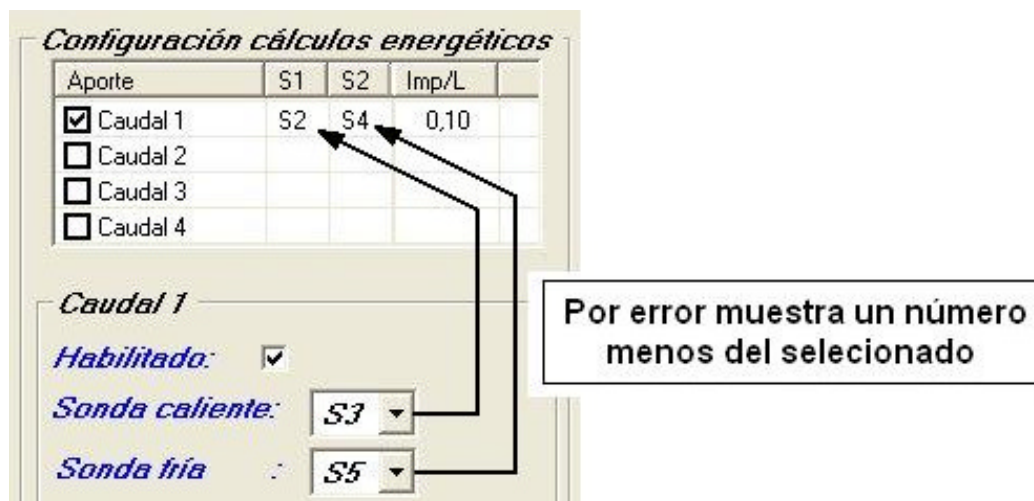 Configuración cálculos energéticos
Aporte S1 S2 Imp/L
Caudal 1 S2 S4 0,10
Caudal 2
Caudal 3
Caudal 4
Caudal 1
Habilitado:
Sonda caliente: S3
Sonda fría : S5
Por error muestra un número
menos del selecionado